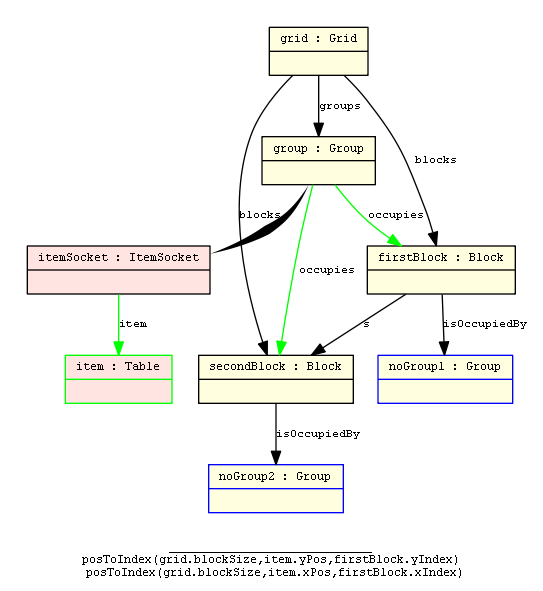 grid : Grid
groups
group : Group
blocks
blocks
occupies
itemSocket : ItemSocket
firstBlock : Block
occupies
item
s
isOccupiedBy
item : Table
secondBlock : Block
noGroup1 : Group
isOccupiedBy
noGroup2 : Group
posToIndex(grid.blockSize,item.yPos,firstBlock.yIndex)
posToIndex(grid.blockSize,item.xPos,firstBlock.xIndex)